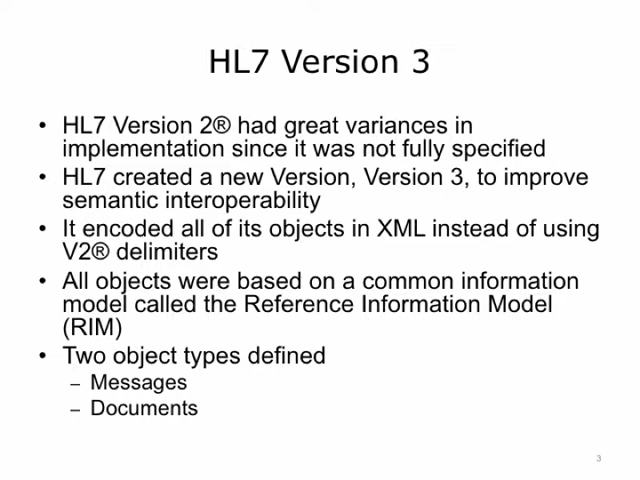 HL7 Version 3
• HL7 Version 2® had great variances in
implementation since it was not fully specified
• HL7 created a new Version, Version 3, to improve
semantic interoperability
• It encoded all of its objects in XML instead of using
V2® delimiters
• All objects were based on a common information
model called the Reference Information Model
(RIM)
• Two object types defined
– Messages
– Documents
3